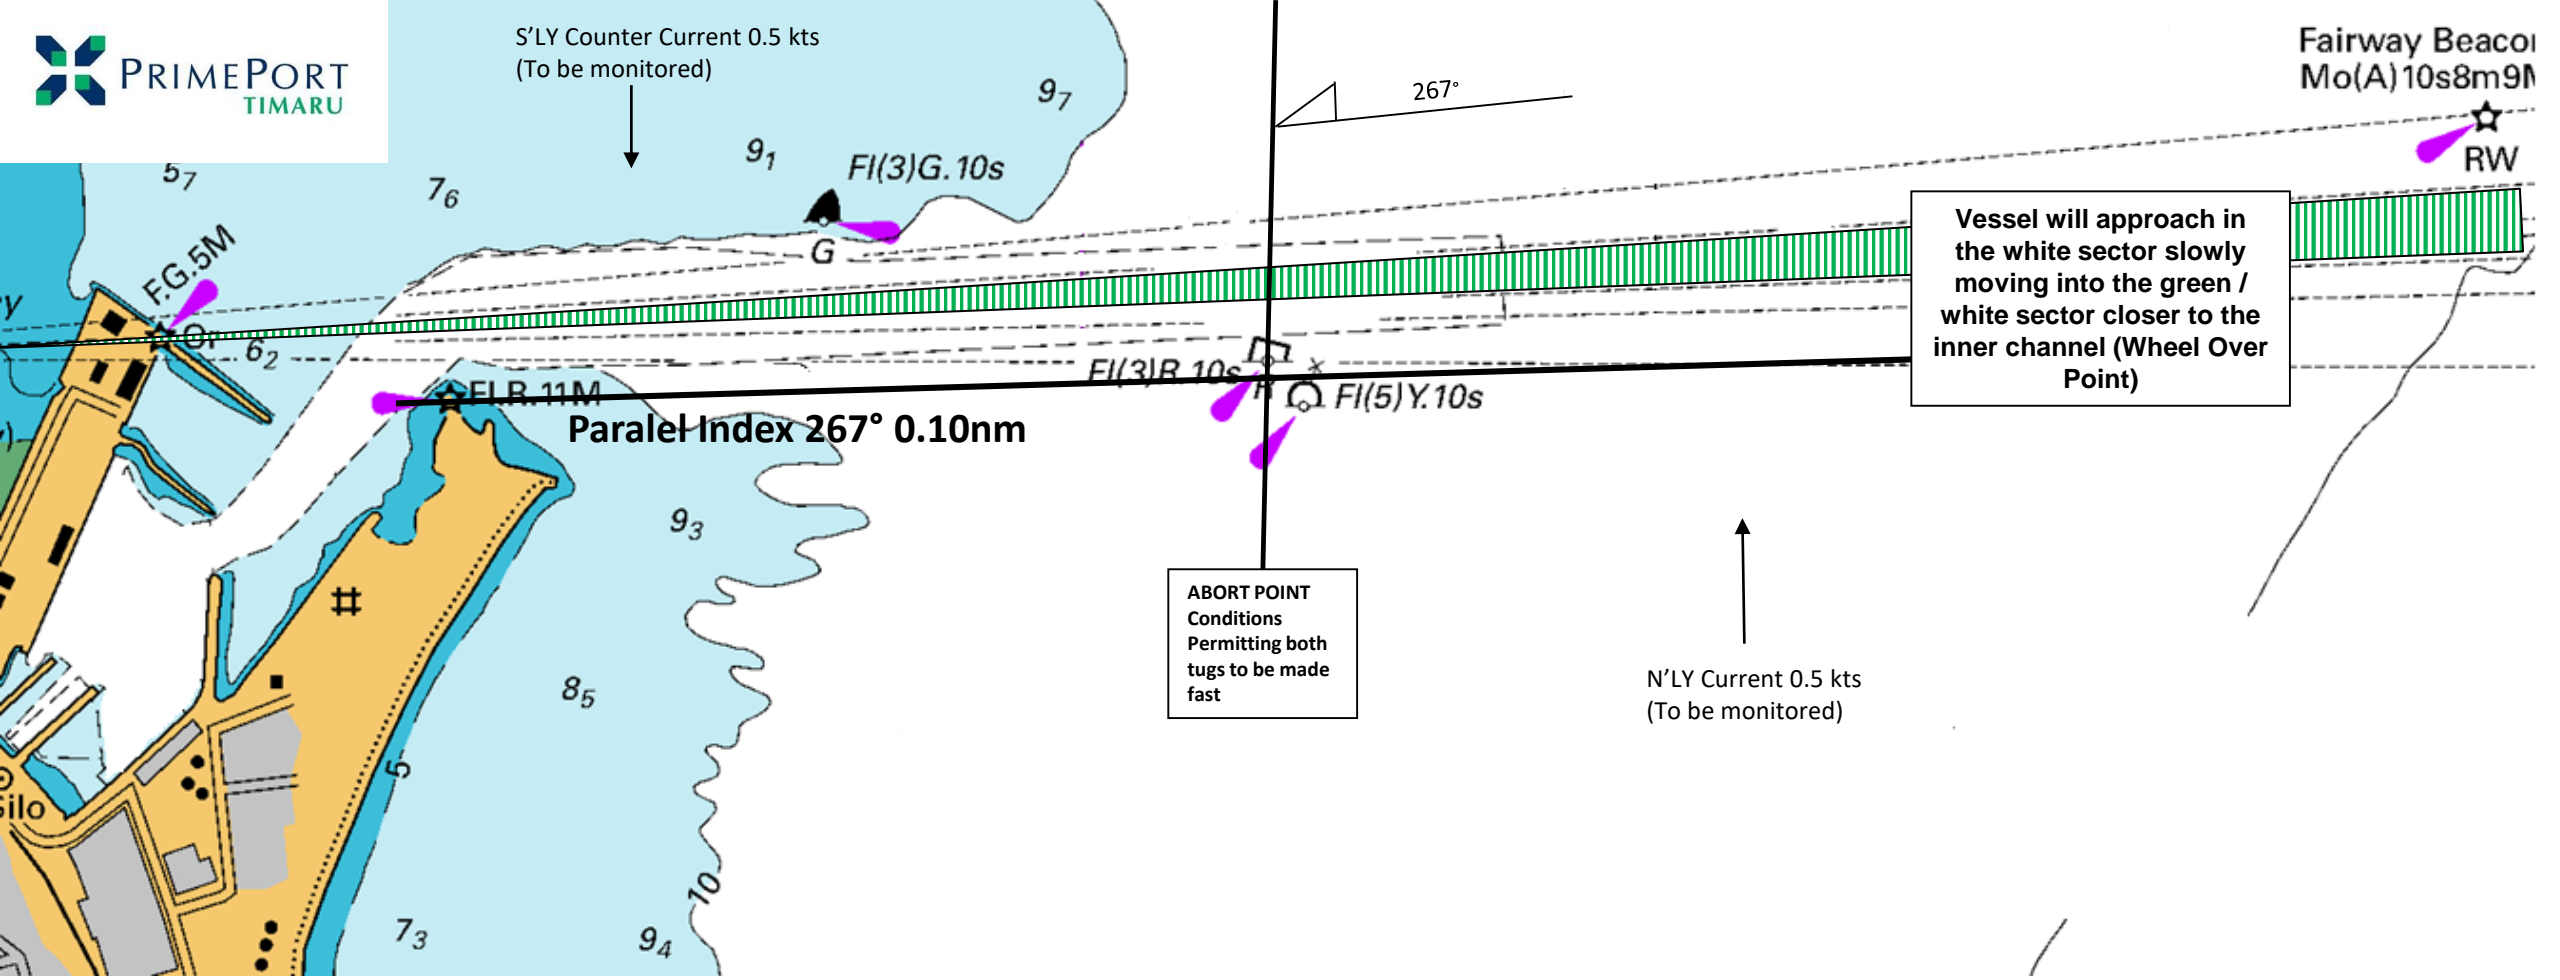 PRIMEPORT
TIMARU
S'LY Counter Current 0.5 kts
(To be monitored)
9₇
267°
Fairway Beacon
Mo(A)10s8m9M
RW
5₇
7₆
9₁
Fl(3)G.10s
G
F.G.5M
6₂
Vessel will approach in
the white sector slowly
moving into the green /
white sector closer to the
inner channel (Wheel Over
Point)
Fl(3)R.10s
R
Fl.R.11M
Fl(5)Y.10s
Paralel Index 267° 0.10nm
9₃
ABORT POINT
Conditions
Permitting both
tugs to be made
fast
8₅
N'LY Current 0.5 kts
(To be monitored)
5
Silo
10
7₃
9₄